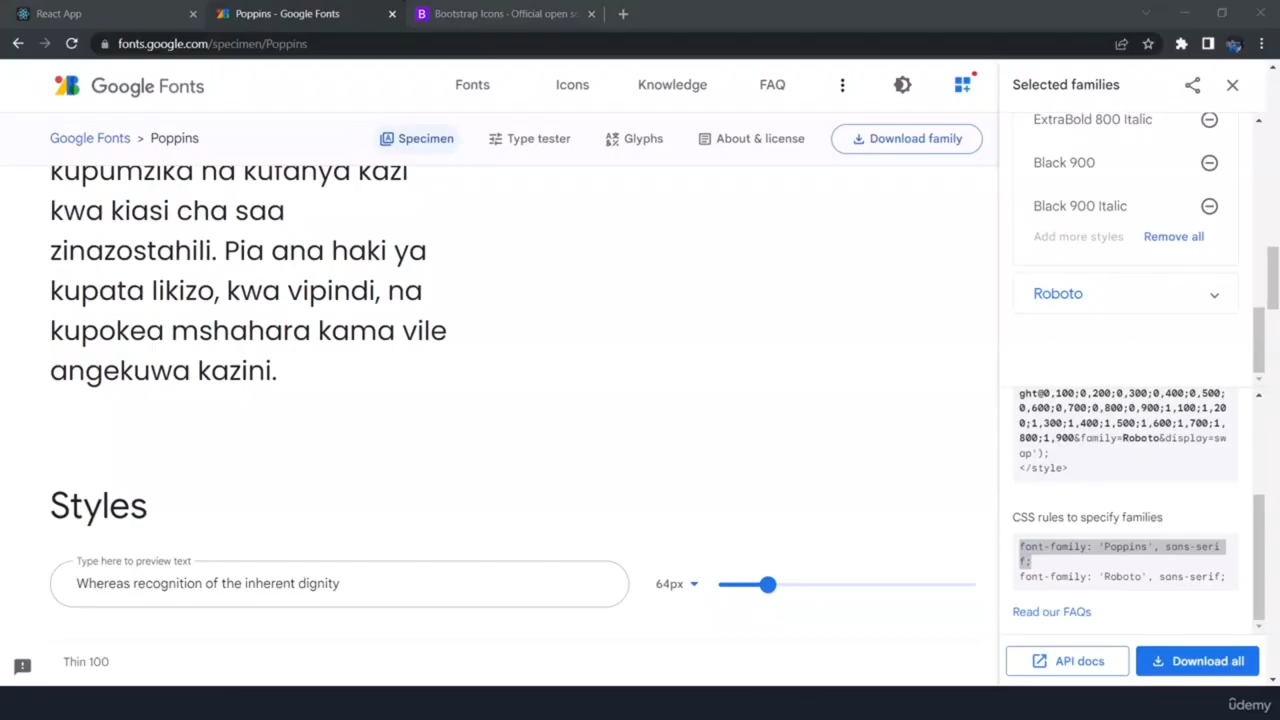 React App
Poppins - Google Fonts
Bootstrap Icons - Official open s
fonts.google.com/specimen/Poppins
Google Fonts
Fonts
Icons
Knowledge
FAQ
Selected families
Google Fonts > Poppins
Specimen
Type tester
Glyphs
About & license
Download family
kupumzika na kufanya kazi
kwa kiasi cha saa
zinazostahili. Pia ana haki ya
kupata likizo, kwa vipindi, na
kupokea mshahara kama vile
angekuwa kazini.
Styles
Type here to preview text
Whereas recognition of the inherent dignity
64px
Thin 100
ExtraBold 800 Italic
Black 900
Black 900 Italic
Add more styles
Remove all
Roboto
ght@0,100;0,200;0,300;0,400;0,500;
0,600;0,700;0,800;0,900;1,100;1,20
0;1,300;1,400;1,500;1,600;1,700;1,
800;1,900&family=Roboto&display=sw
ap');
</style>
CSS rules to specify families
font-family: 'Poppins', sans-seri
f;
font-family: 'Roboto', sans-serif;
Read our FAQs
API docs
Download all
udemy